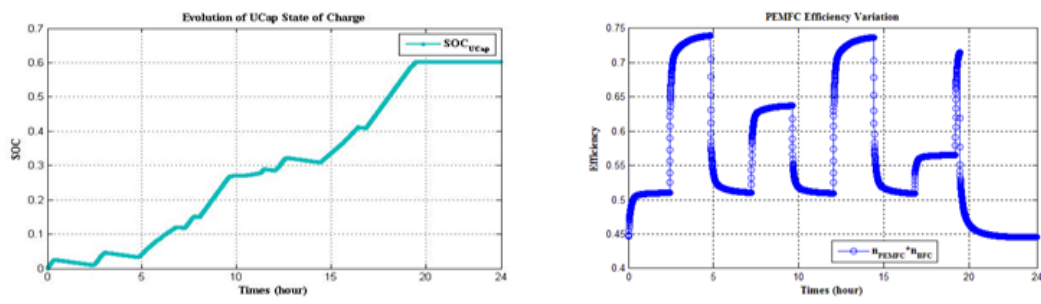 Evolution of UCap State of Charge
0.7
0.6
0.5
0.4
0.3
0.2
0.1
0
SOC
SOC_UCap
0 5 10 15 20 24
Times (hour)
PEMFC Efficiency Variation
0.75
0.7
0.65
0.6
0.55
0.5
0.45
0.4
Efficiency
n_PEMFC*n_HFC
0 5 10 15 20 24
Times (hour)